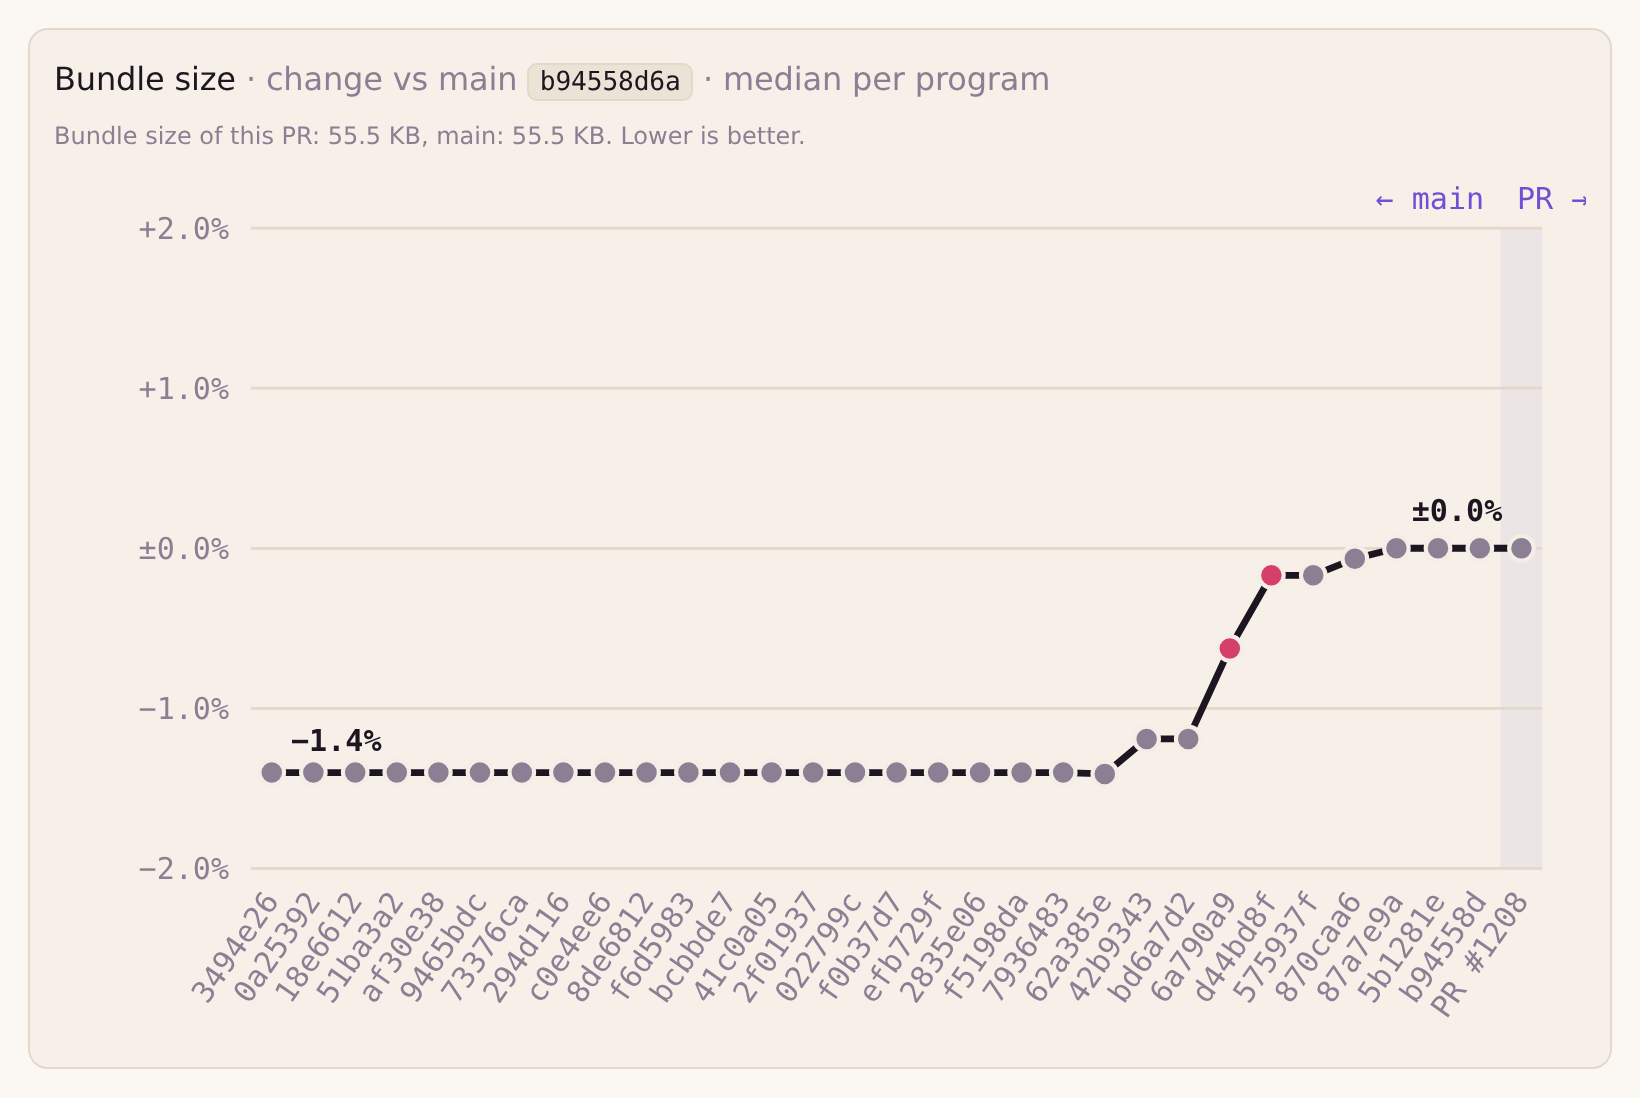 Bundle size · change vs main b94558d6a · median per program
Bundle size of this PR: 55.5 KB, main: 55.5 KB. Lower is better.
← main PR →
+2.0%
+1.0%
±0.0%
−1.0%
−2.0%
±0.0%
−1.4%
3494e26
0a25392
18e6612
51ba3a2
af30e38
9465bdc
73376ca
294d116
c0e4ee6
8de6812
f6d5983
bcbbde7
41c0a05
2f01937
022799c
f0b37d7
efb729f
2835e06
f5198da
7936483
62a385e
42b9343
bd6a7d2
6a790a9
d44bd8f
575937f
870caa6
87a7e9a
5b1281e
b94558d
PR #1208